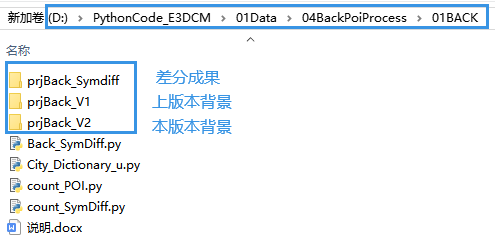 新加卷 (D:) > PythonCode_E3DCM > 01Data > 04BackPoiProcess > 01BACK
名称
prjBack_Symdiff 差分成果
prjBack_V1 上版本背景
prjBack_V2 本版本背景
Back_SymDiff.py
City_Dictionary_u.py
count_POI.py
count_SymDiff.py
说明.docx